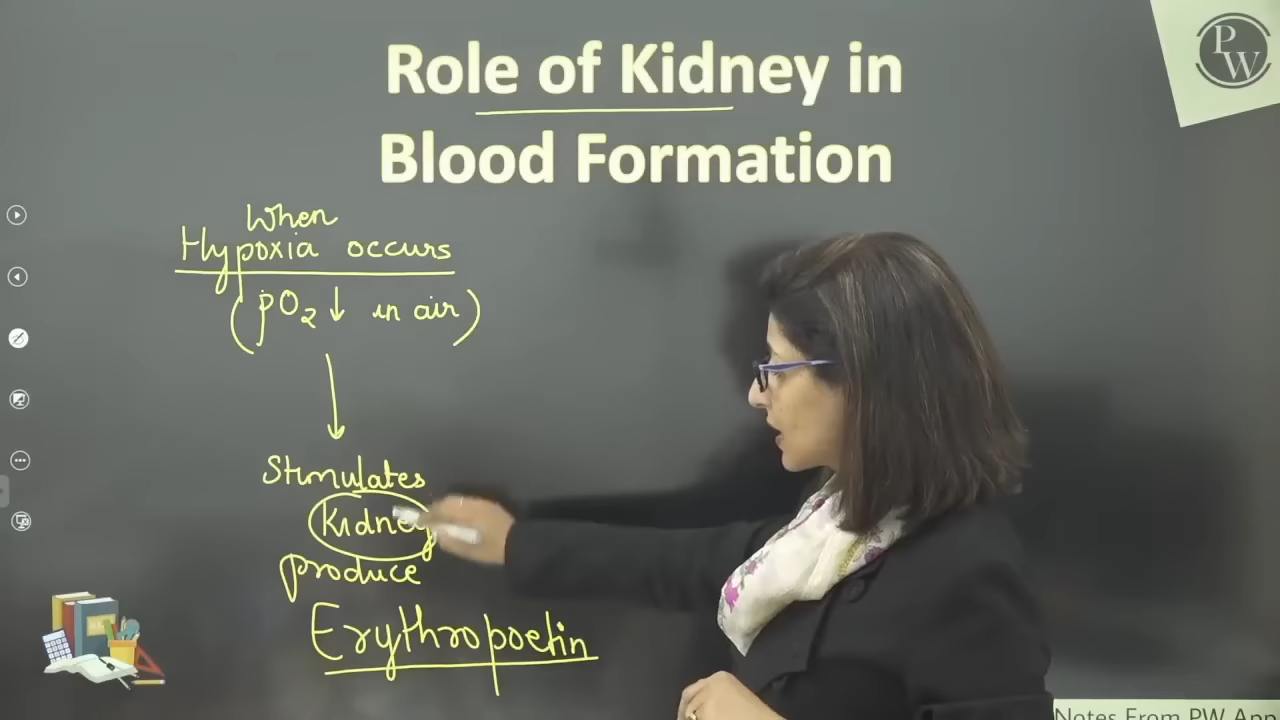 PW
Role of Kidney in
Blood Formation
When
Hypoxia occurs
(pO₂ ↓ in air)
Stimulates
Kidney
produce
Erythropoetin
Notes From PW App